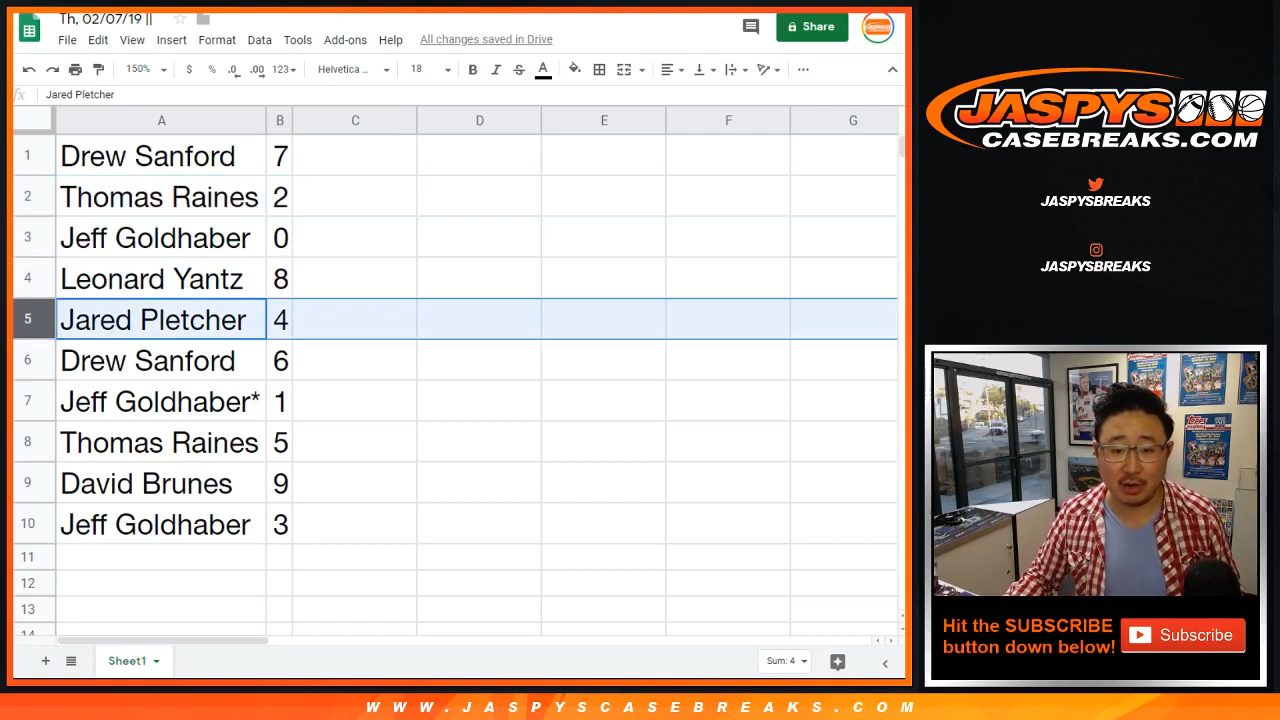 Th, 02/07/19 ||
File Edit View Insert Format Data Tools Add-ons Help All changes saved in Drive
Share
150% $ % .0 .00 123 Helvetica ... 18 B I S A
fx Jared Pletcher
A B C D E F G
1 Drew Sanford 7
2 Thomas Raines 2
3 Jeff Goldhaber 0
4 Leonard Yantz 8
5 Jared Pletcher 4
6 Drew Sanford 6
7 Jeff Goldhaber* 1
8 Thomas Raines 5
9 David Brunes 9
10 Jeff Goldhaber 3
11
12
13
14
Sheet1
Sum: 4
JASPYS
CASEBREAKS.COM
JASPYSBREAKS
JASPYSBREAKS
Hit the SUBSCRIBE
button down below!
Subscribe
WWW.JASPYSCASEBREAKS.COM